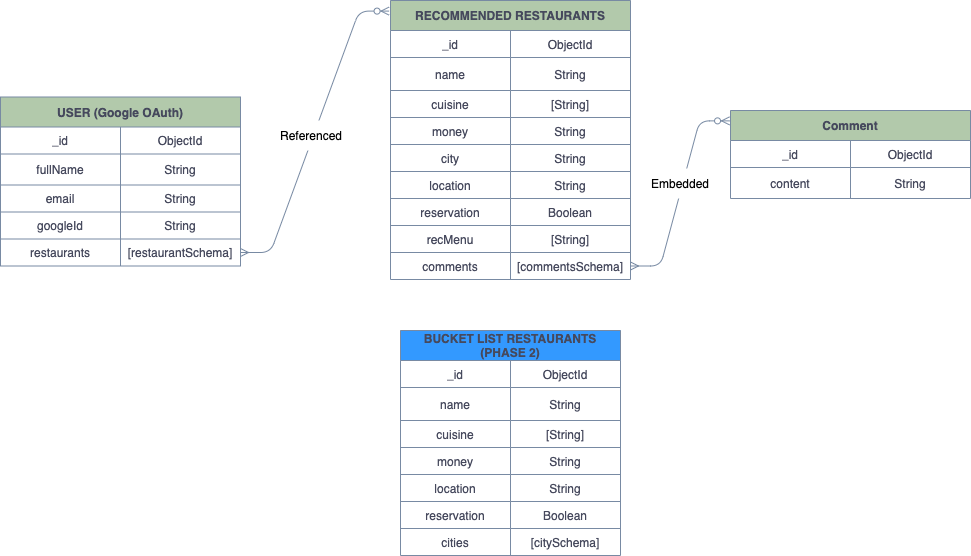 RECOMMENDED RESTAURANTS
_id ObjectId
name String
cuisine [String]
money String
city String
location String
reservation Boolean
recMenu [String]
comments [commentsSchema]
USER (Google OAuth)
_id ObjectId
fullName String
email String
googleId String
restaurants [restaurantSchema]
Referenced
Embedded
Comment
_id ObjectId
content String
BUCKET LIST RESTAURANTS
(PHASE 2)
_id ObjectId
name String
cuisine [String]
money String
location String
reservation Boolean
cities [citySchema]